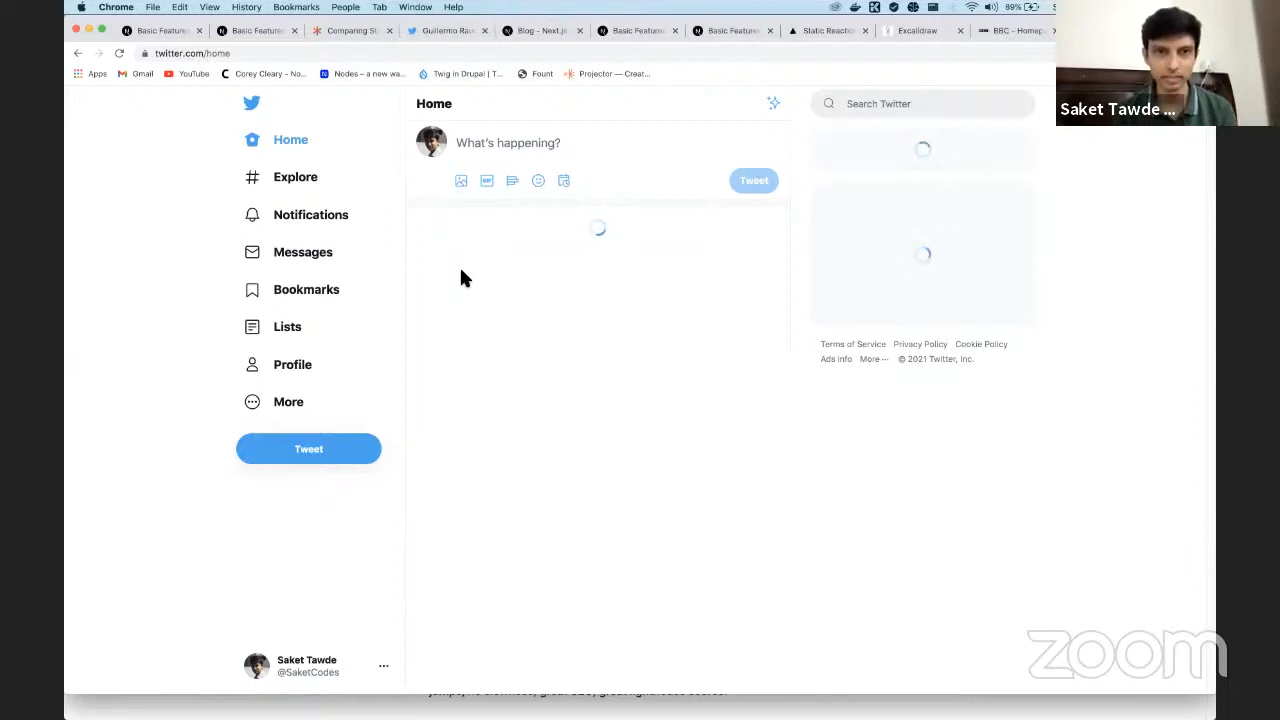 Chrome File Edit View History Bookmarks People Tab Window Help 89%
Basic Feature Basic Feature Comparing St Guillermo Rau Blog - Next.js Basic Feature Basic Feature Static Reaction Excalidraw BBC - Homep
twitter.com/home
Apps Gmail YouTube Corey Cleary - No... Nodes – a new wa... Twig in Drupal | T... Fount Projector — Creat...
Saket Tawde ...
Home
Search Twitter
Home
What's happening?
Explore
GIF
Tweet
Notifications
Messages
Bookmarks
Lists
Terms of Service Privacy Policy Cookie Policy
Ads info More ··· © 2021 Twitter, Inc.
Profile
More
Tweet
Saket Tawde
@SaketCodes
zoom